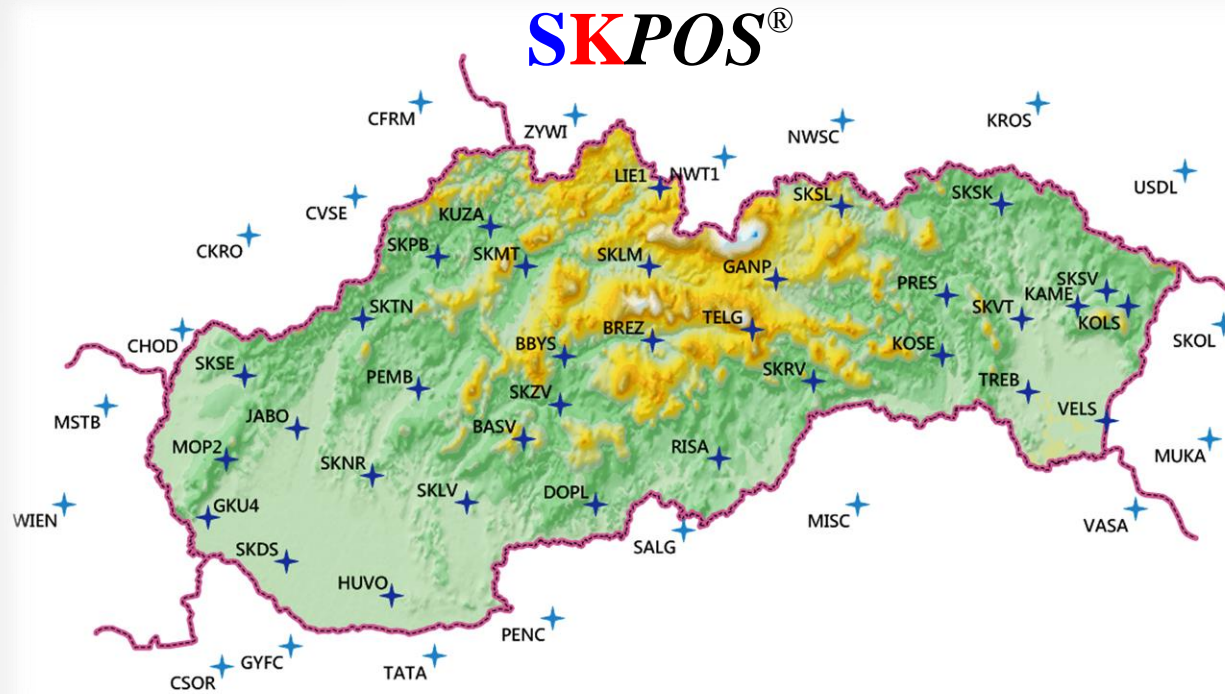 SKPOS®
CFRM
ZYWI
NWSC
KROS
LIE1
NWT1
USDL
CVSE
SKSL
SKSK
KUZA
CKRO
SKPB
SKMT
SKLM
GANP
PRES
KAME
SKSV
SKTN
SKVT
KOLS
CHOD
BBYS
BREZ
TELG
KOSE
SKOL
SKSE
PEMB
SKZV
SKRV
TREB
MSTB
JABO
BASV
VELS
MOP2
SKNR
RISA
MUKA
WIEN
GKU4
SKLV
DOPL
MISC
VASA
SKDS
SALG
HUVO
PENC
CSOR
GYFC
TATA